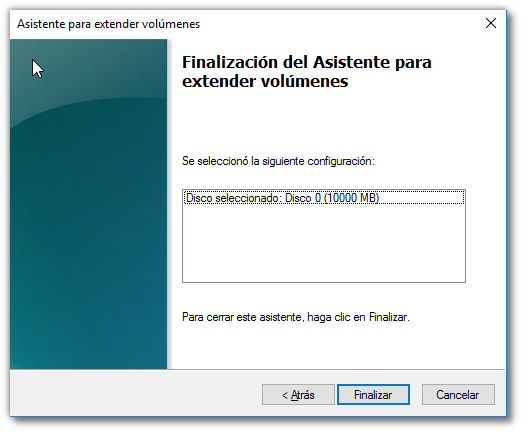 Asistente para extender volúmenes
Finalización del Asistente para
extender volúmenes
Se seleccionó la siguiente configuración:
Disco seleccionado: Disco 0 (10000 MB)
Para cerrar este asistente, haga clic en Finalizar.
< Atrás Finalizar Cancelar